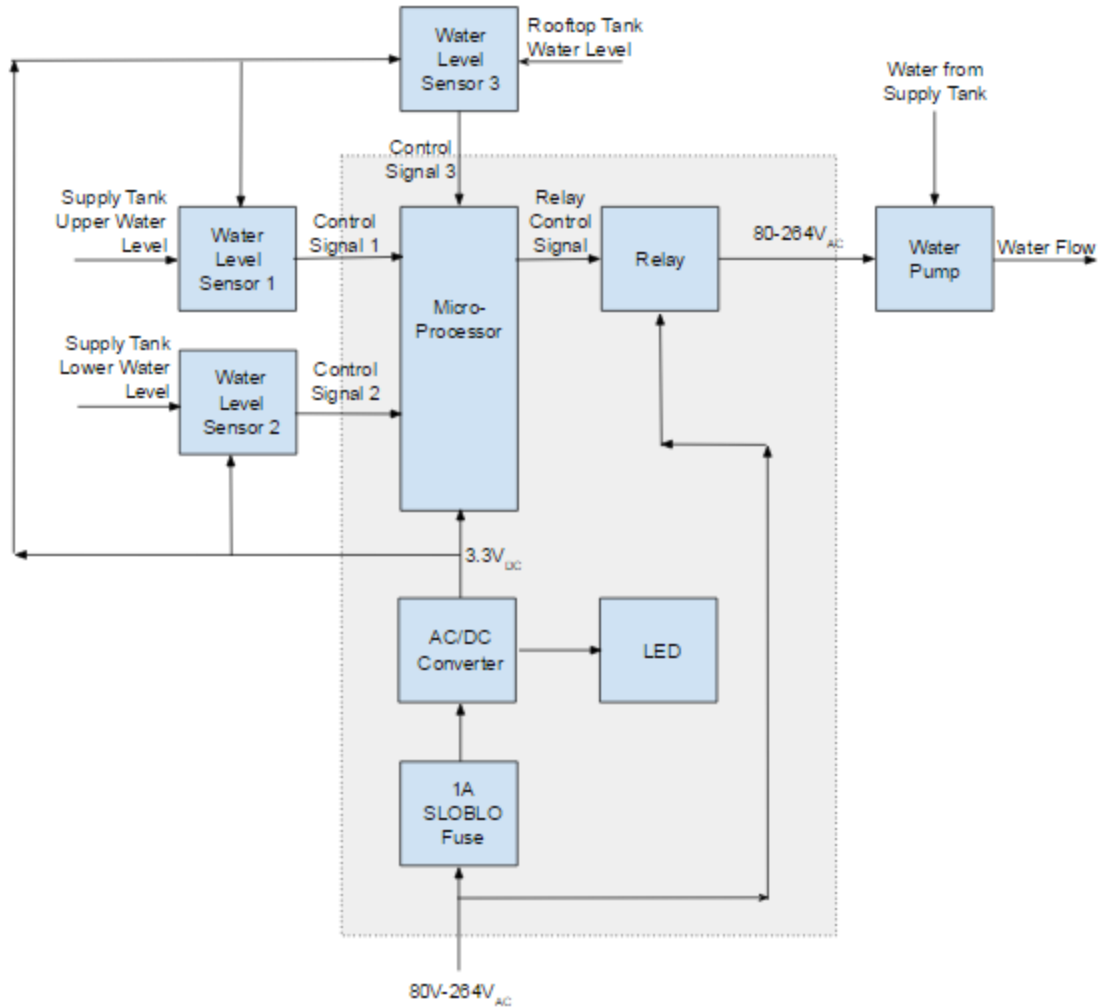 Water
Level
Sensor 3
Rooftop Tank
Water Level
Water from
Supply Tank
Control
Signal 3
Supply Tank
Upper Water
Level
Water
Level
Sensor 1
Control
Signal 1
Micro-
Processor
Relay
Control
Signal
Relay
80-264V_AC
Water
Pump
Water Flow
Supply Tank
Lower Water
Level
Water
Level
Sensor 2
Control
Signal 2
3.3V_DC
AC/DC
Converter
LED
1A
SLOBLO
Fuse
80V-264V_AC